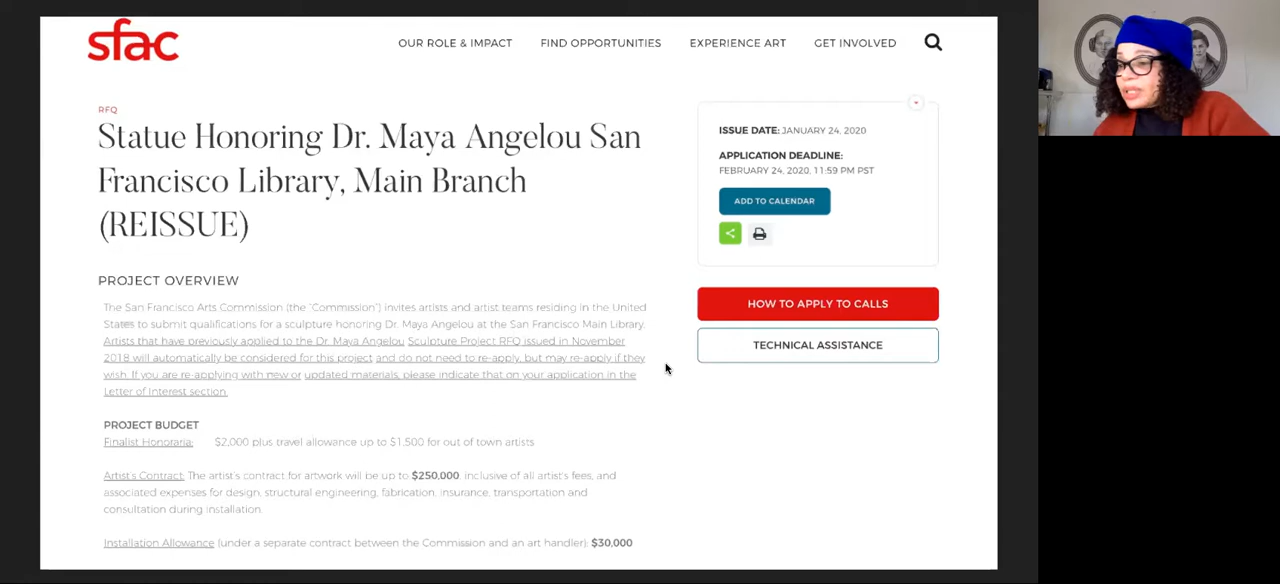 sfac
OUR ROLE & IMPACT FIND OPPORTUNITIES EXPERIENCE ART GET INVOLVED
RFQ
Statue Honoring Dr. Maya Angelou San
Francisco Library, Main Branch
(REISSUE)
PROJECT OVERVIEW
The San Francisco Arts Commission (the "Commission") invites artists and artist teams residing in the United
States to submit qualifications for a sculpture honoring Dr. Maya Angelou at the San Francisco Main Library.
Artists that have previously applied to the Dr. Maya Angelou Sculpture Project RFQ issued in November
2018 will automatically be considered for this project and do not need to re-apply, but may re-apply if they
wish. If you are re-applying with new or updated materials, please indicate that on your application in the
Letter of Interest section.
PROJECT BUDGET
Finalist Honoraria: $2,000 plus travel allowance up to $1,500 for out of town artists
Artist's Contract: The artist's contract for artwork will be up to $250,000, inclusive of all artist's fees, and
associated expenses for design, structural engineering, fabrication, insurance, transportation and
consultation during installation.
Installation Allowance (under a separate contract between the Commission and an art handler): $30,000
ISSUE DATE: JANUARY 24, 2020
APPLICATION DEADLINE:
FEBRUARY 24, 2020, 11:59 PM PST
ADD TO CALENDAR
HOW TO APPLY TO CALLS
TECHNICAL ASSISTANCE